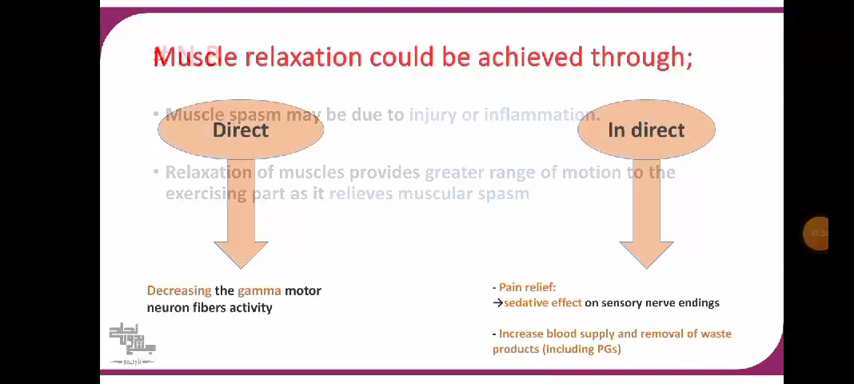 Muscle relaxation could be achieved through;
• Muscle spasm may be due to injury or inflammation.
Direct
In direct
• Relaxation of muscles provides greater range of motion to the
exercising part as it relieves muscular spasm
Decreasing the gamma motor
neuron fibers activity
- Pain relief:
→sedative effect on sensory nerve endings
- Increase blood supply and removal of waste
products (including PGs)